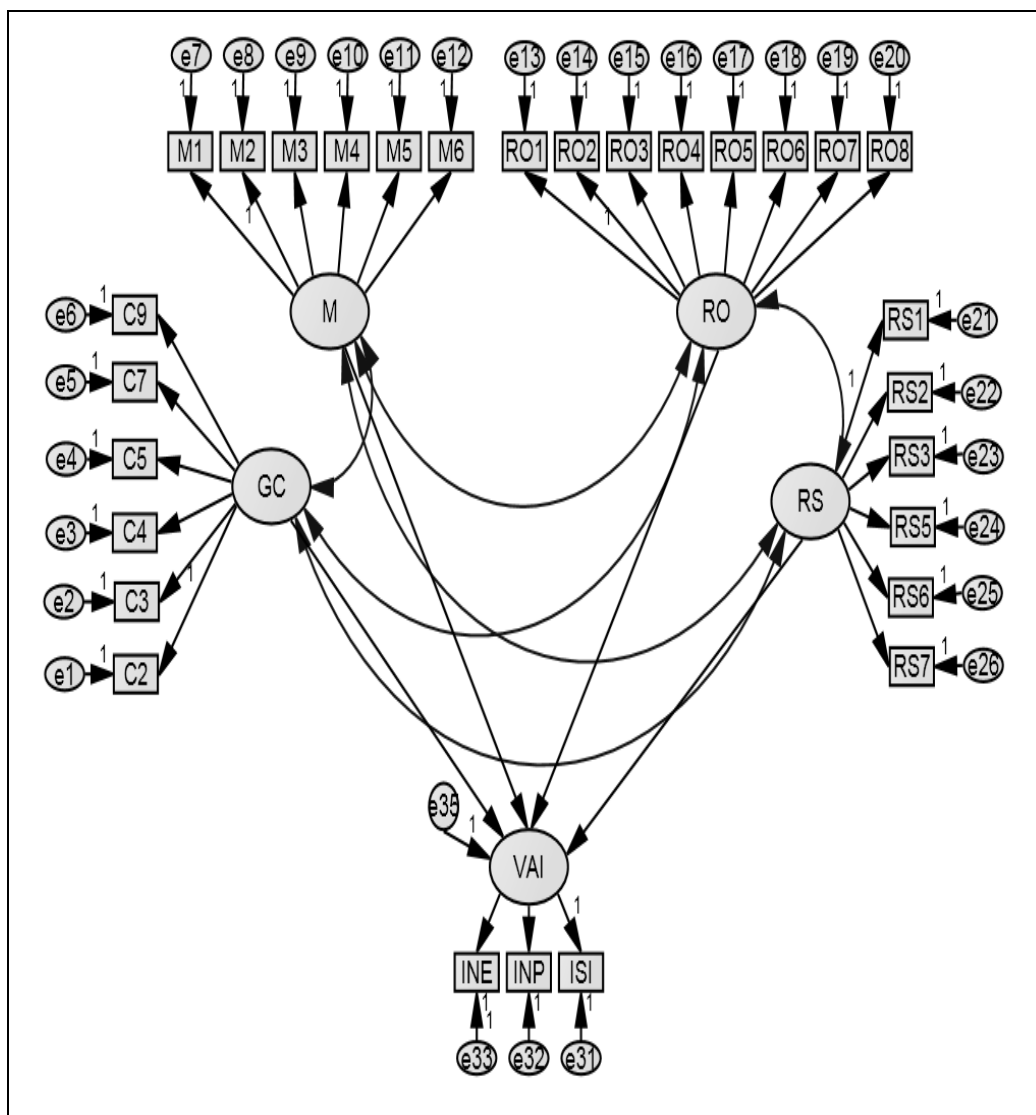 e7 e8 e9 e10 e11 e12 e13 e14 e15 e16 e17 e18 e19 e20
1 1 1 1 1 1 1 1 1 1 1 1 1 1
M1 M2 M3 M4 M5 M6 RO1 RO2 RO3 RO4 RO5 RO6 RO7 RO8
1 1
M RO
e6 1 C9 RS1 1 e21
e5 1 C7 1 RS2 1 e22
e4 1 C5 RS3 1 e23
GC RS
e3 1 C4 RS5 1 e24
1
e2 1 C3 RS6 1 e25
e1 1 C2 RS7 1 e26
e35 1
VAI
1
INE INP ISI
1 1 1
1
e33 e32 e31